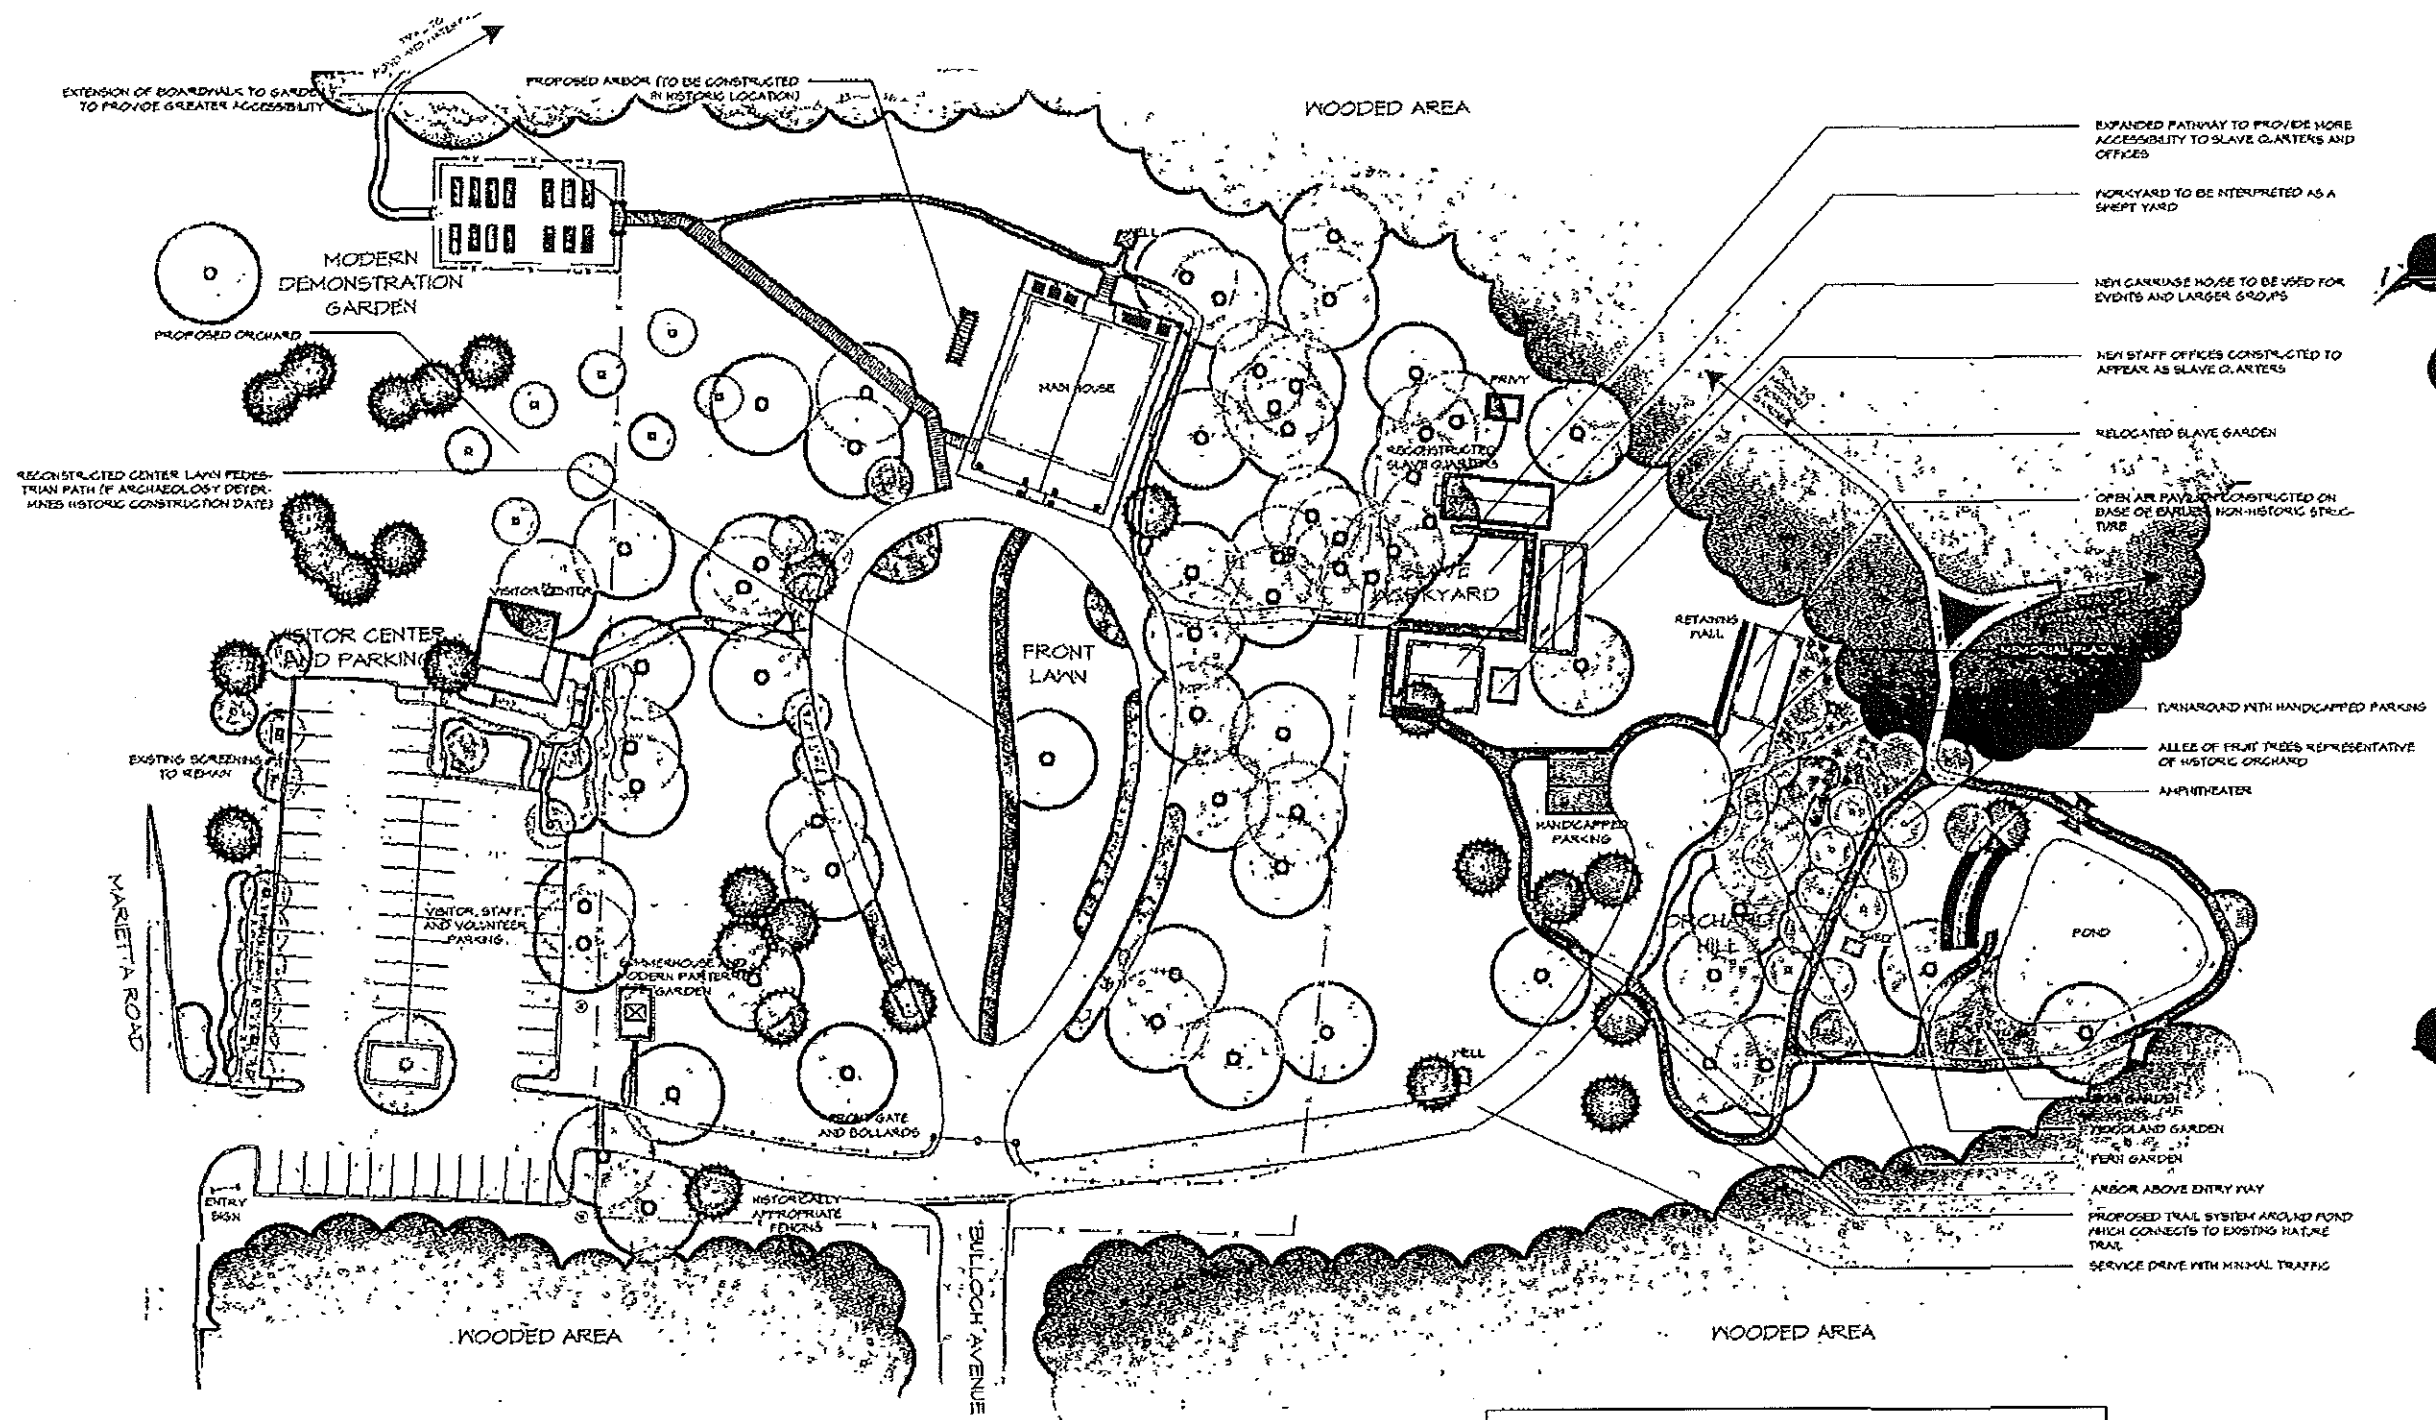 EXTENSION OF BOARDWALK TO GARDEN
TO PROVIDE GREATER ACCESSIBILITY
PROPOSED ARBOR (TO BE CONSTRUCTED
IN HISTORIC LOCATION)
WOODED AREA
EXPANDED PATHWAY TO PROVIDE MORE
ACCESSIBILITY TO SLAVE QUARTERS AND
OFFICES
WORKYARD TO BE INTERPRETED AS A
SWEPT YARD
NEW CARRIAGE HOUSE TO BE USED FOR
EVENTS AND LARGER GROUPS
NEW STAFF OFFICES CONSTRUCTED TO
APPEAR AS SLAVE QUARTERS
RELOCATED SLAVE GARDEN
OPEN AIR PAVILION CONSTRUCTED ON
BASE OF EARLIER NON-HISTORIC STRUC-
TURE
MEMORIAL PLAZA
TURNAROUND WITH HANDICAPPED PARKING
ALLEE OF FRUIT TREES REPRESENTATIVE
OF HISTORIC ORCHARD
AMPHITHEATER
WELL
MODERN
DEMONSTRATION
GARDEN
PROPOSED ORCHARD
MAIN HOUSE
PRIVY
RECONSTRUCTED
SLAVE QUARTERS
RECONSTRUCTED CENTER LAWN PEDES-
TRIAN PATH (IF ARCHAEOLOGY DETER-
MINES HISTORIC CONSTRUCTION DATE)
VISITOR CENTER
SLAVE
WORKYARD
VISITOR CENTER
AND PARKING
FRONT
LAWN
RETAINING
WALL
EXISTING SCREENING
TO REMAIN
HANDICAPPED
PARKING
MARIETTA ROAD
VISITOR, STAFF,
AND VOLUNTEER
PARKING
ORCHARD
HILL
SHED
POND
SUMMERHOUSE AND
MODERN PARTERRE
GARDEN
WELL
FRONT GATE
AND BOLLARDS
BOG GARDEN
WOODLAND GARDEN
FERN GARDEN
ARBOR ABOVE ENTRY WAY
PROPOSED TRAIL SYSTEM AROUND POND
WHICH CONNECTS TO EXISTING NATURE
TRAIL
SERVICE DRIVE WITH MINIMAL TRAFFIC
ENTRY
SIGN
HISTORICALLY
APPROPRIATE
FENCING
BULLOCH AVENUE
WOODED AREA
WOODED AREA